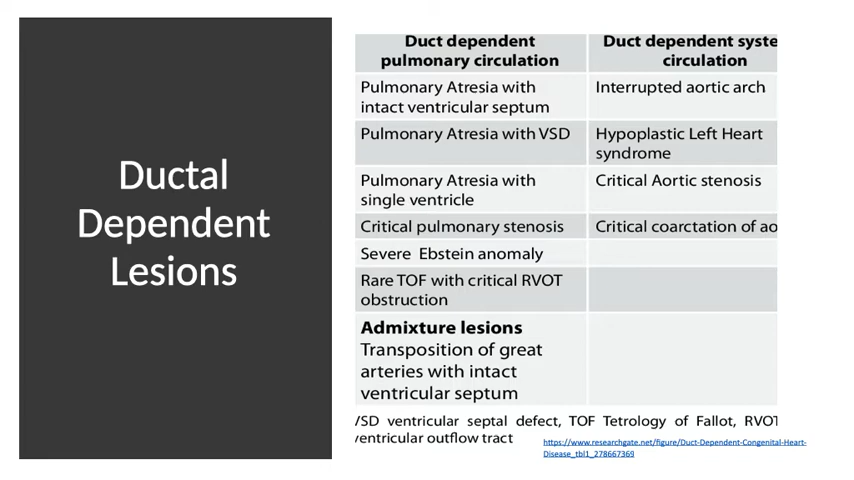 Ductal
Dependent
Lesions
Duct dependent
pulmonary circulation
Duct dependent syste
circulation
Pulmonary Atresia with
intact ventricular septum
Interrupted aortic arch
Pulmonary Atresia with VSD
Hypoplastic Left Heart
syndrome
Pulmonary Atresia with
single ventricle
Critical Aortic stenosis
Critical pulmonary stenosis
Critical coarctation of ao
Severe Ebstein anomaly
Rare TOF with critical RVOT
obstruction
Admixture lesions
Transposition of great
arteries with intact
ventricular septum
VSD ventricular septal defect, TOF Tetrology of Fallot, RVOT
ventricular outflow tract
https://www.researchgate.net/figure/Duct-Dependent-Congenital-Heart-
Disease_tbl1_278667369